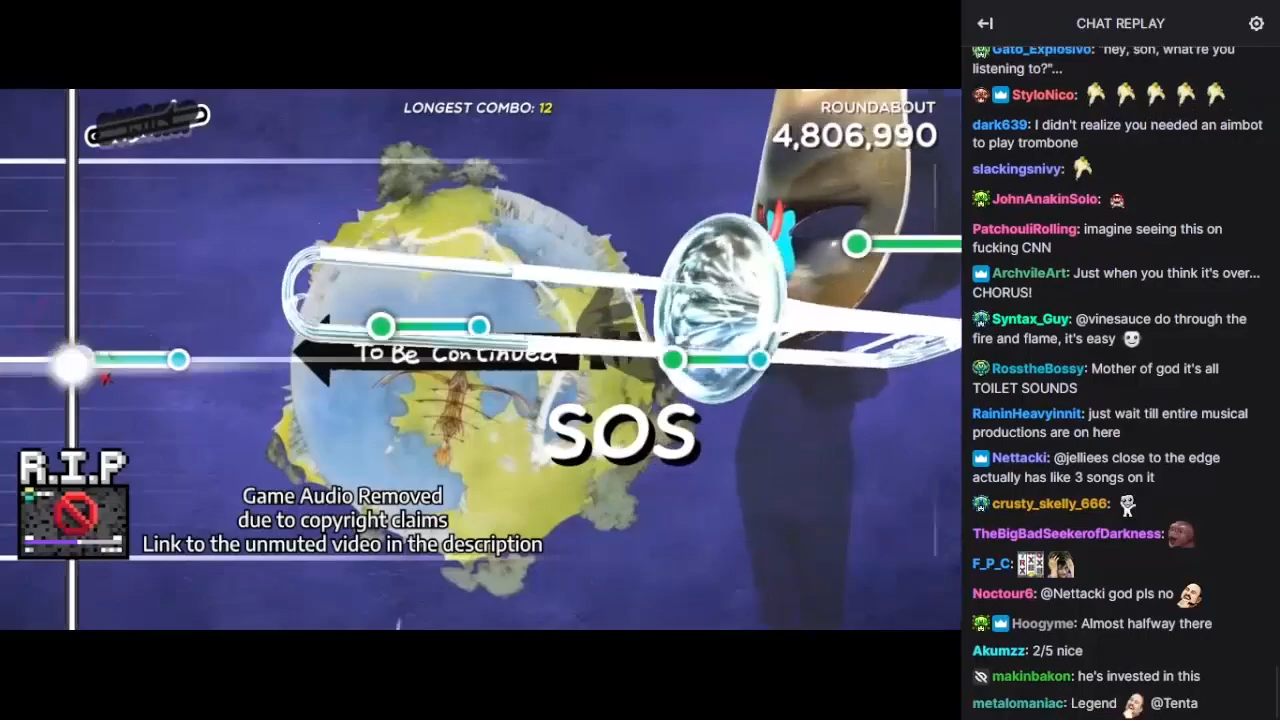 LONGEST COMBO: 12
ROUNDABOUT
4,806,990
To Be Continued
SOS
R.I.P
Game Audio Removed
due to copyright claims
Link to the unmuted video in the description
CHAT REPLAY
Gato_Explosivo: "hey, son, what're you
listening to?"...
StyloNico:
dark639: I didn't realize you needed an aimbot
to play trombone
slackingsnivy:
JohnAnakinSolo:
PatchouliRolling: imagine seeing this on
fucking CNN
ArchvileArt: Just when you think it's over...
CHORUS!
Syntax_Guy: @vinesauce do through the
fire and flame, it's easy
RosstheBossy: Mother of god it's all
TOILET SOUNDS
RaininHeavyinnit: just wait till entire musical
productions are on here
Nettacki: @jelliees close to the edge
actually has like 3 songs on it
crusty_skelly_666:
TheBigBadSeekerofDarkness:
F_P_C:
Noctour6: @Nettacki god pls no
Hoogyme: Almost halfway there
Akumzz: 2/5 nice
makinbakon: he's invested in this
metalomaniac: Legend @Tenta